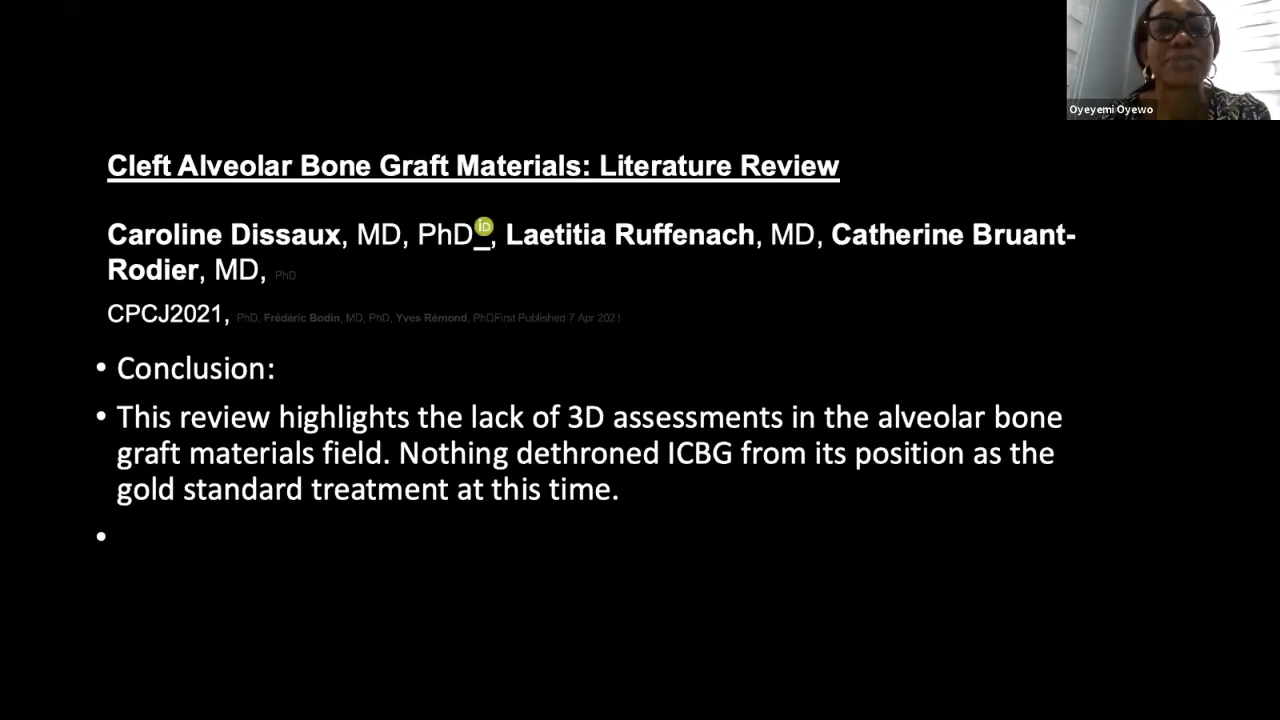 Oyeyemi Oyewo
Cleft Alveolar Bone Graft Materials: Literature Review
Caroline Dissaux, MD, PhD iD, Laetitia Ruffenach, MD, Catherine Bruant-
Rodier, MD, PhD
CPCJ2021, PhD, Frédéric Bodin, MD, PhD, Yves Rémond, PhDFirst Published 7 Apr 2021
• Conclusion:
• This review highlights the lack of 3D assessments in the alveolar bone
graft materials field. Nothing dethroned ICBG from its position as the
gold standard treatment at this time.
•